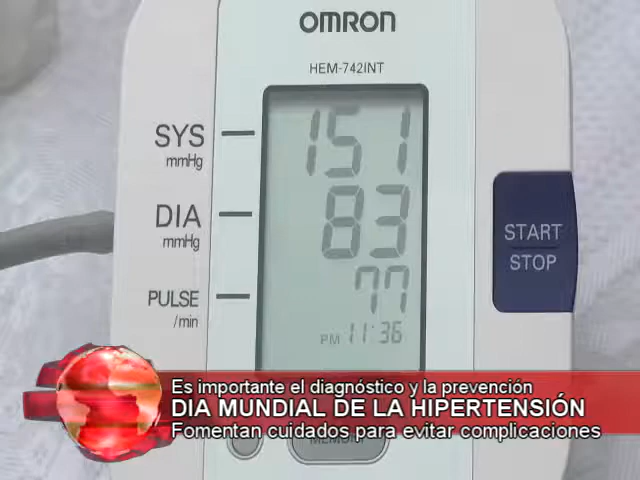 OMRON
HEM-742INT
SYS
mmHg
151
DIA
mmHg
83
PULSE
/min
77
PM 11:36
START
STOP
Es importante el diagnóstico y la prevención
DIA MUNDIAL DE LA HIPERTENSIÓN
Fomentan cuidados para evitar complicaciones
MEMORY